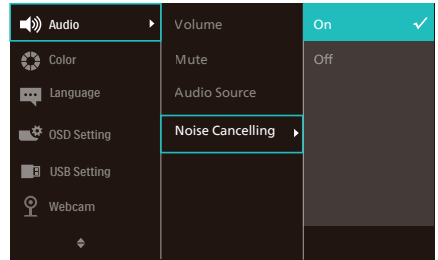 Audio
Color
Language
OSD Setting
USB Setting
Webcam
Volume
Mute
Audio Source
Noise Cancelling
On
Off